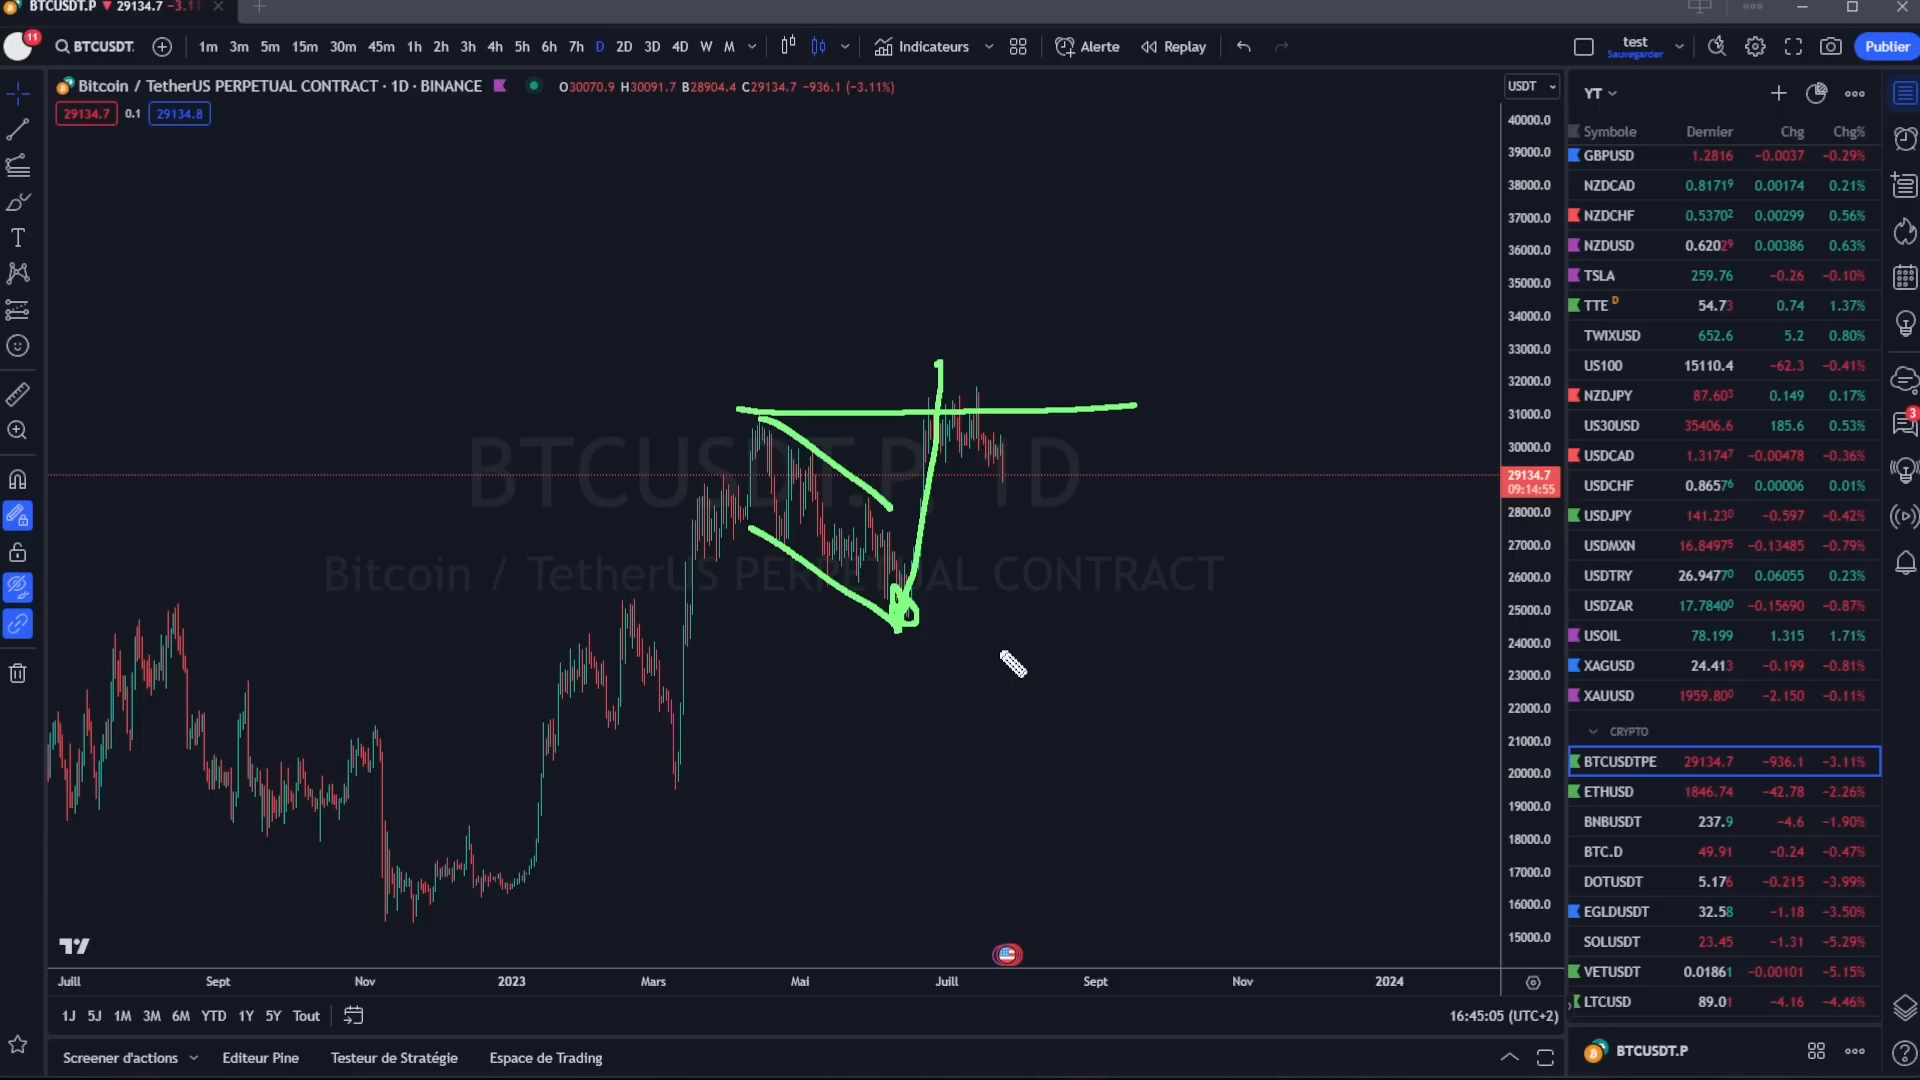 BTCUSDT.P ▼ 29134.7 −3.11
11 BTCUSDT. 1m 3m 5m 15m 30m 45m 1h 2h 3h 4h 5h 6h 7h D 2D 3D 4D W M Indicateurs Alerte Replay test Sauvegarder Publier
Bitcoin / TetherUS PERPETUAL CONTRACT · 1D · BINANCE O30070.9 H30091.7 B28904.4 C29134.7 −936.1 (−3.11%) USDT
29134.7 0.1 29134.8
40000.0
39000.0
38000.0
37000.0
36000.0
35000.0
34000.0
33000.0
32000.0
31000.0
30000.0
29134.7
09:14:55
28000.0
27000.0
26000.0
25000.0
24000.0
23000.0
22000.0
21000.0
20000.0
19000.0
18000.0
17000.0
16000.0
15000.0
BTCUSDT.P, 1D
Bitcoin / TetherUS PERPETUAL CONTRACT
Juill Sept Nov 2023 Mars Mai Juill Sept Nov 2024
1J 5J 1M 3M 6M YTD 1Y 5Y Tout 16:45:05 (UTC+2)
Screener d'actions Editeur Pine Testeur de Stratégie Espace de Trading
YT
Symbole Dernier Chg Chg%
GBPUSD 1.2816 −0.0037 −0.29%
NZDCAD 0.81719 0.00174 0.21%
NZDCHF 0.53702 0.00299 0.56%
NZDUSD 0.62029 0.00386 0.63%
TSLA 259.76 −0.26 −0.10%
TTE D 54.73 0.74 1.37%
TWIXUSD 652.6 5.2 0.80%
US100 15110.4 −62.3 −0.41%
NZDJPY 87.603 0.149 0.17%
US30USD 35406.6 185.6 0.53%
USDCAD 1.31747 −0.00478 −0.36%
USDCHF 0.86576 0.00006 0.01%
USDJPY 141.230 −0.597 −0.42%
USDMXN 16.84975 −0.13485 −0.79%
USDTRY 26.94770 0.06055 0.23%
USDZAR 17.78400 −0.15690 −0.87%
USOIL 78.199 1.315 1.71%
XAGUSD 24.413 −0.199 −0.81%
XAUUSD 1959.800 −2.150 −0.11%
CRYPTO
BTCUSDTPE 29134.7 −936.1 −3.11%
ETHUSD 1846.74 −42.78 −2.26%
BNBUSDT 237.9 −4.6 −1.90%
BTC.D 49.91 −0.24 −0.47%
DOTUSDT 5.176 −0.215 −3.99%
EGLDUSDT 32.58 −1.18 −3.50%
SOLUSDT 23.45 −1.31 −5.29%
VETUSDT 0.01861 −0.00101 −5.15%
LTCUSD 89.01 −4.16 −4.46%
BTCUSDT.P
3